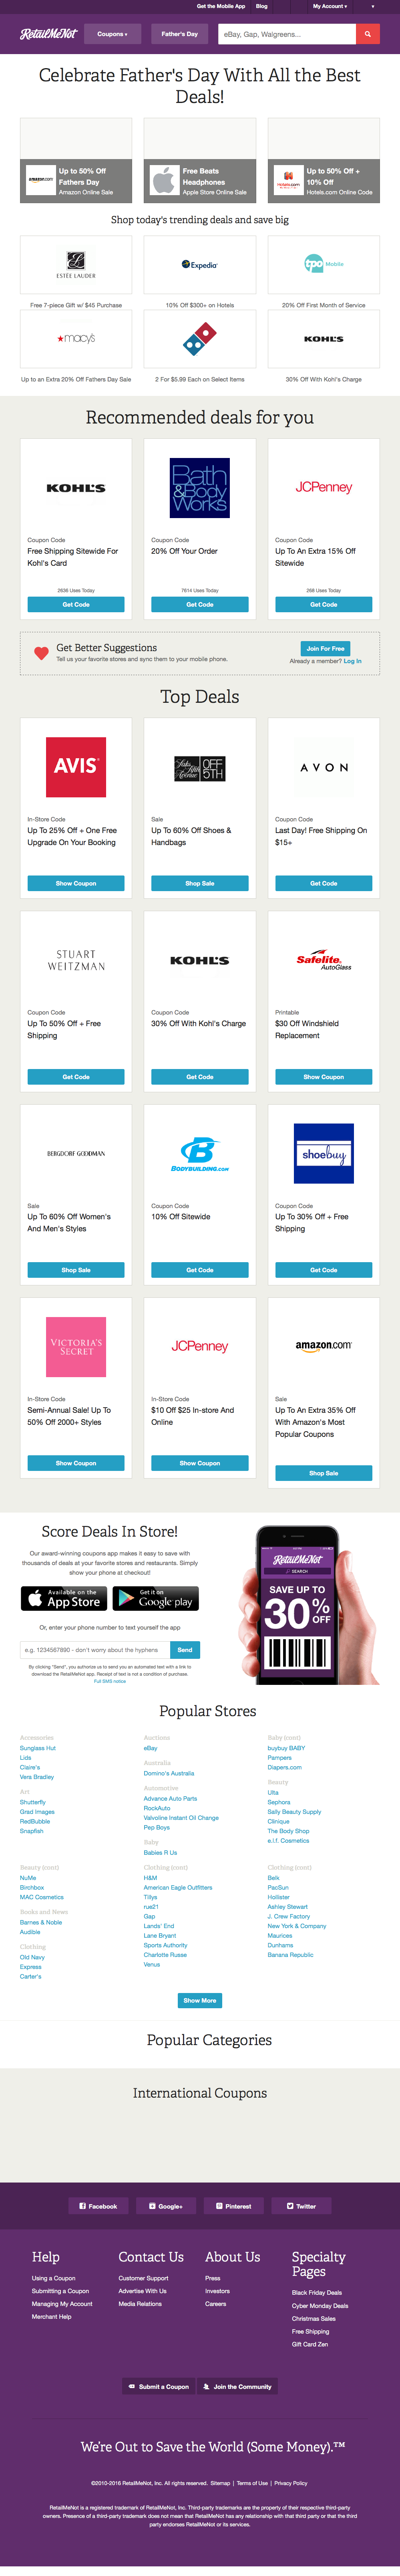 Get the Mobile App Blog My Account
RetailMeNot Coupons Father's Day eBay, Gap, Walgreens...
Celebrate Father's Day With All the Best
Deals!
amazon.com Up to 50% Off
Fathers Day
Amazon Online Sale
Free Beats
Headphones
Apple Store Online Sale
Hotels.com Up to 50% Off +
10% Off
Hotels.com Online Code
Shop today's trending deals and save big
ESTĒE LAUDER
Expedia
Mobile
Free 7-piece Gift w/ $45 Purchase
10% Off $300+ on Hotels
20% Off First Month of Service
macy's
KOHL'S
Up to an Extra 20% Off Fathers Day Sale
2 For $5.99 Each on Select Items
30% Off With Kohl's Charge
Recommended deals for you
KOHL'S
Coupon Code
Free Shipping Sitewide For
Kohl's Card
2636 Uses Today
Get Code
Bath
& Body
Works
Coupon Code
20% Off Your Order
7614 Uses Today
Get Code
JCPenney
Coupon Code
Up To An Extra 15% Off
Sitewide
268 Uses Today
Get Code
Get Better Suggestions
Tell us your favorite stores and sync them to your mobile phone.
Join For Free
Already a member? Log In
Top Deals
AVIS
In-Store Code
Up To 25% Off + One Free
Upgrade On Your Booking
Show Coupon
Saks Fifth Avenue OFF 5TH
Sale
Up To 60% Off Shoes &
Handbags
Shop Sale
AVON
Coupon Code
Last Day! Free Shipping On
$15+
Get Code
STUART
WEITZMAN
Coupon Code
Up To 50% Off + Free
Shipping
Get Code
KOHL'S
Coupon Code
30% Off With Kohl's Charge
Get Code
Safelite
AutoGlass
Printable
$30 Off Windshield
Replacement
Show Coupon
BERGDORF GOODMAN
Sale
Up To 60% Off Women's
And Men's Styles
Shop Sale
BODYBUILDING.COM
Coupon Code
10% Off Sitewide
Get Code
shoebuy
Coupon Code
Up To 30% Off + Free
Shipping
Get Code
VICTORIA'S
SECRET
In-Store Code
Semi-Annual Sale! Up To
50% Off 2000+ Styles
Show Coupon
JCPenney
In-Store Code
$10 Off $25 In-store And
Online
Show Coupon
amazon.com
Sale
Up To An Extra 35% Off
With Amazon's Most
Popular Coupons
Shop Sale
Score Deals In Store!
Our award-winning coupons app makes it easy to save with
thousands of deals at your favorite stores and restaurants. Simply
show your phone at checkout!
Available on the
App Store
Get it on
Google play
Or, enter your phone number to text yourself the app
e.g. 1234567890 - don't worry about the hyphens
Send
By clicking "Send", you authorize us to send you an automated text with a link to
download the RetailMeNot app. Receipt of text is not a condition of purchase.
Full SMS notice
RetailMeNot
SEARCH
SAVE UP TO
30% OFF
Popular Stores
Accessories
Sunglass Hut
Lids
Claire's
Vera Bradley
Art
Shutterfly
Grad Images
RedBubble
Snapfish
Auctions
eBay
Australia
Domino's Australia
Automotive
Advance Auto Parts
RockAuto
Valvoline Instant Oil Change
Pep Boys
Baby
Babies R Us
Baby (cont)
buybuy BABY
Pampers
Diapers.com
Beauty
Ulta
Sephora
Sally Beauty Supply
Clinique
The Body Shop
e.l.f. Cosmetics
Beauty (cont)
NuMe
Birchbox
MAC Cosmetics
Books and News
Barnes & Noble
Audible
Clothing
Old Navy
Express
Carter's
Clothing (cont)
H&M
American Eagle Outfitters
Tillys
rue21
Gap
Lands' End
Lane Bryant
Sports Authority
Charlotte Russe
Venus
Clothing (cont)
Belk
PacSun
Hollister
Ashley Stewart
J. Crew Factory
New York & Company
Maurices
Dunhams
Banana Republic
Show More
Popular Categories
International Coupons
Facebook Google+ Pinterest Twitter
Help
Using a Coupon
Submitting a Coupon
Managing My Account
Merchant Help
Contact Us
Customer Support
Advertise With Us
Media Relations
About Us
Press
Investors
Careers
Specialty
Pages
Black Friday Deals
Cyber Monday Deals
Christmas Sales
Free Shipping
Gift Card Zen
Submit a Coupon Join the Community
We're Out to Save the World (Some Money).™
©2010-2016 RetailMeNot, Inc. All rights reserved. Sitemap | Terms of Use | Privacy Policy
RetailMeNot is a registered trademark of RetailMeNot, Inc. Third-party trademarks are the property of their respective third-party
owners. Presence of a third-party trademark does not mean that RetailMeNot has any relationship with that third party or that the third
party endorses RetailMeNot or its services.